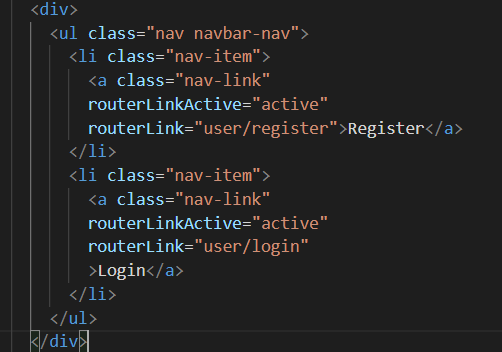 <div>
<ul class="nav navbar-nav">
<li class="nav-item">
<a class="nav-link"
routerLinkActive="active"
routerLink="user/register">Register</a>
</li>
<li class="nav-item">
<a class="nav-link"
routerLinkActive="active"
routerLink="user/login"
>Login</a>
</li>
</ul>
</div>